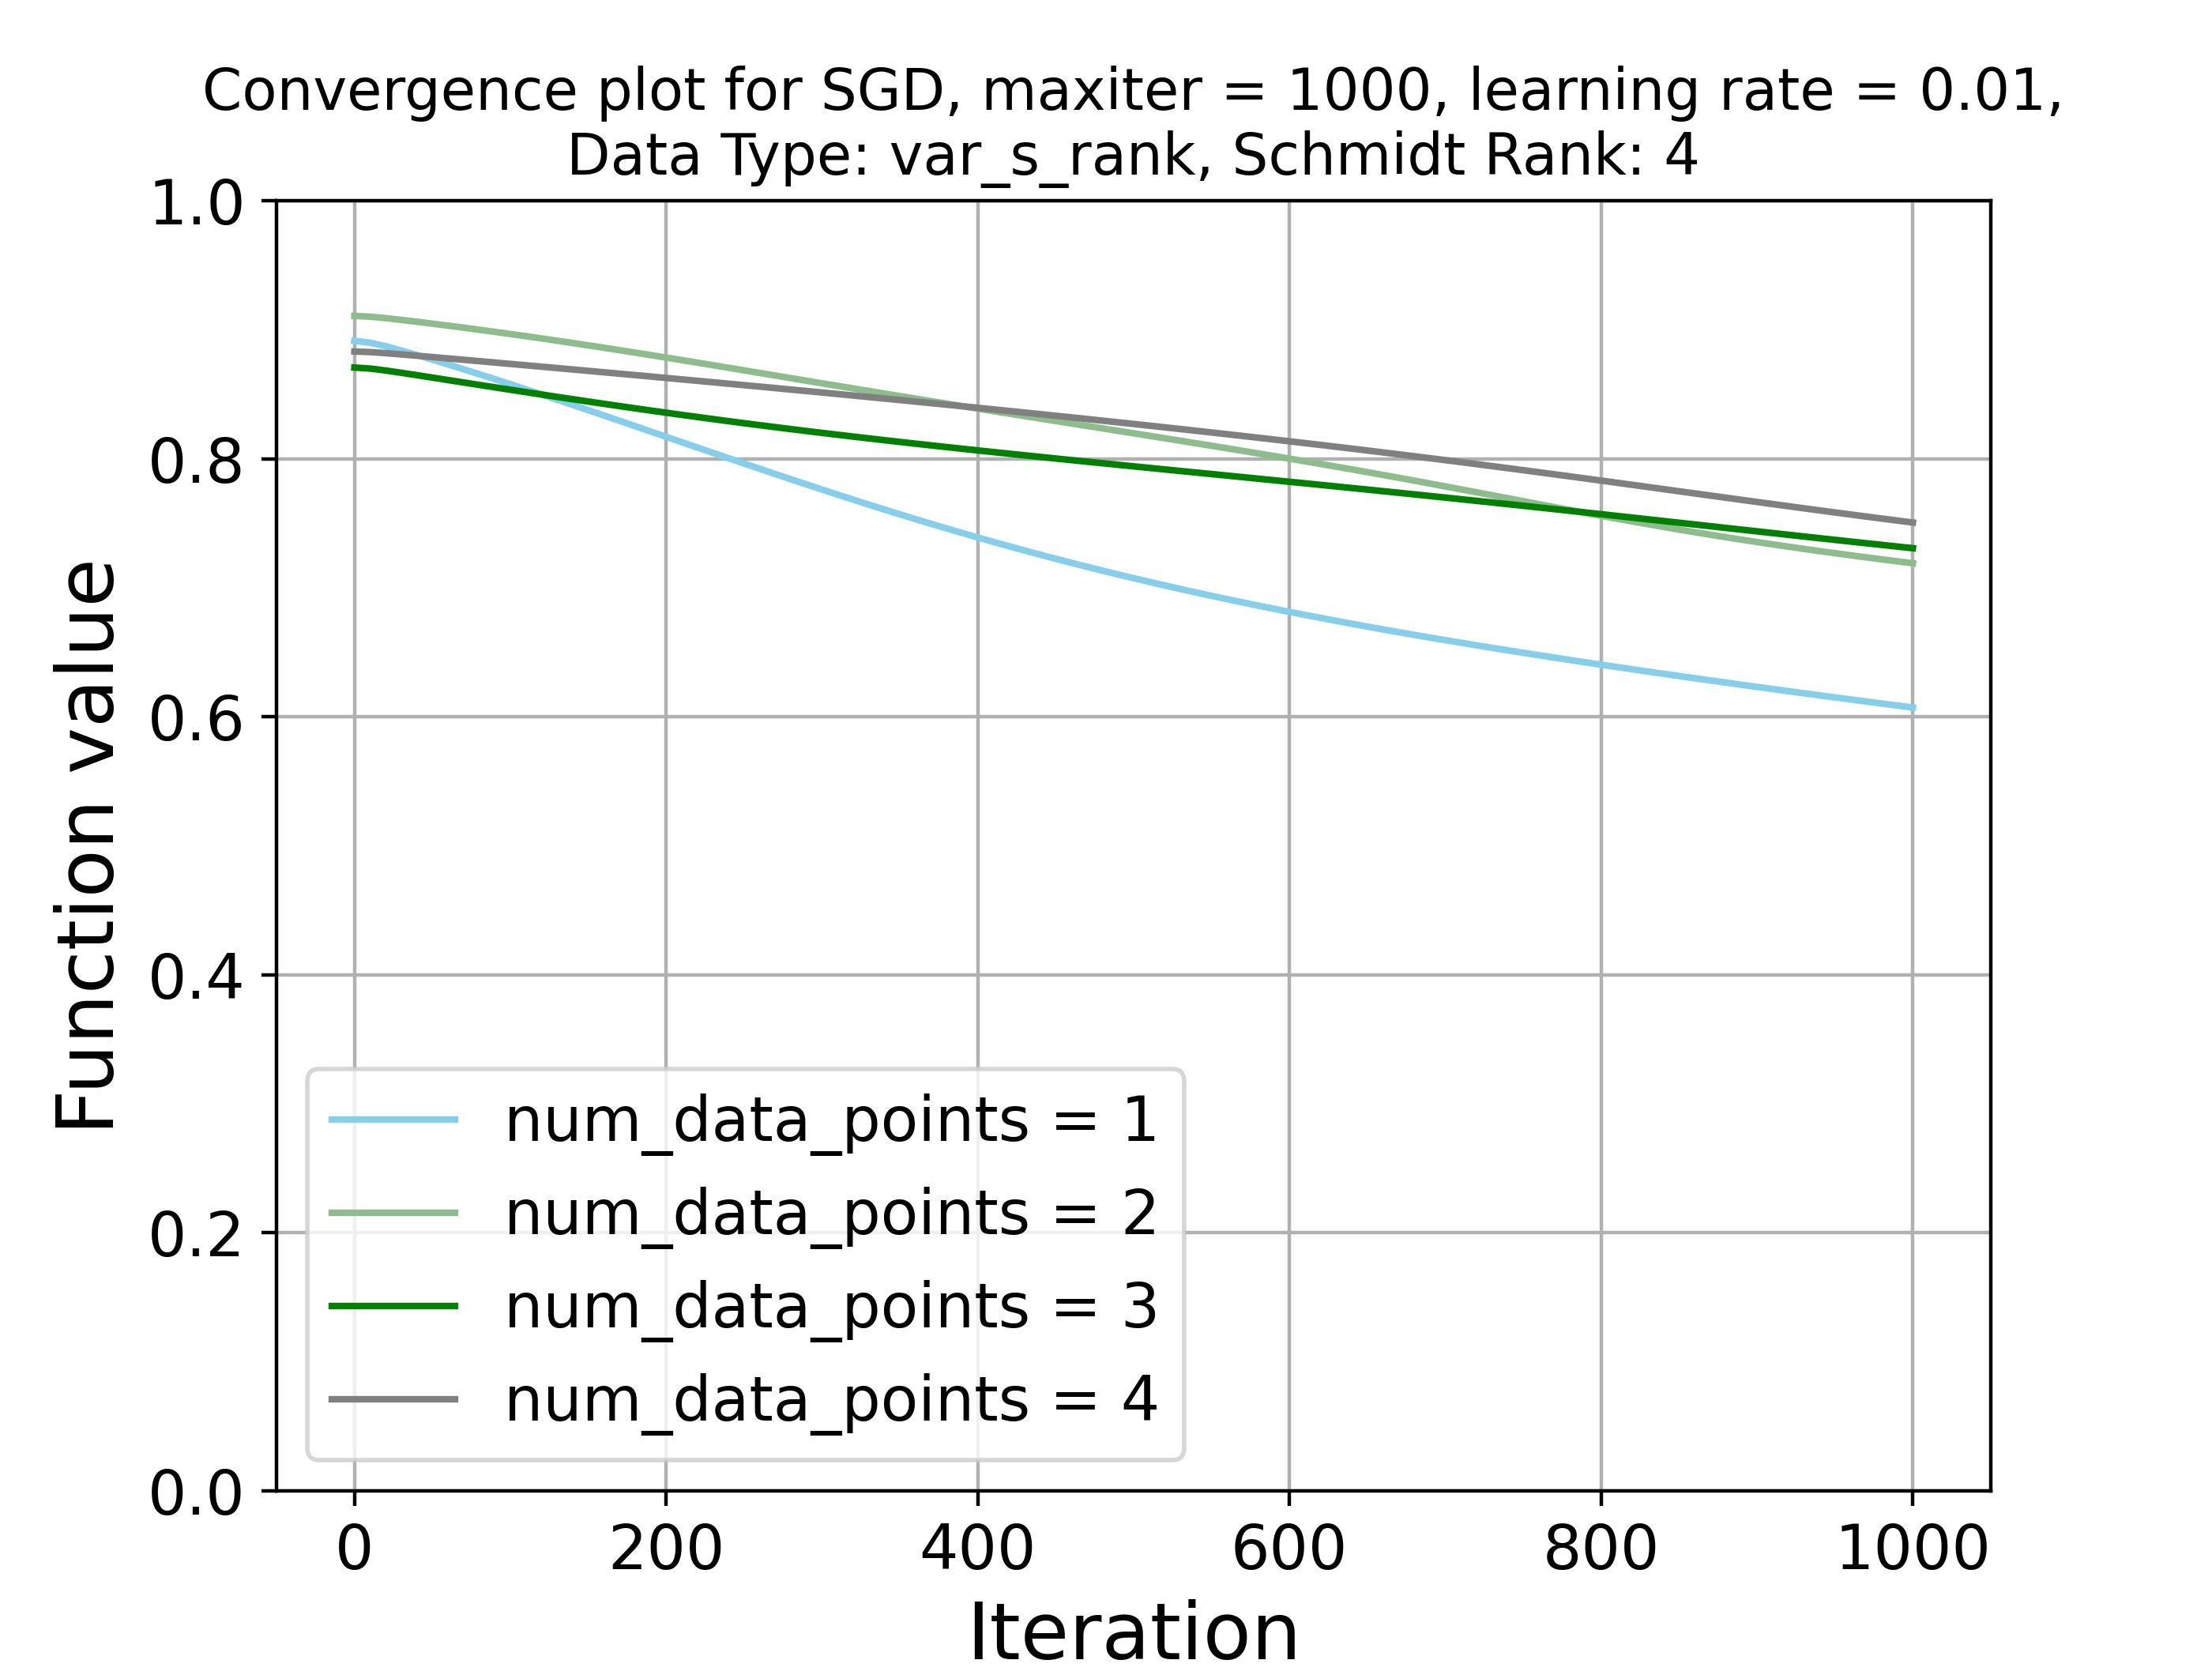 Convergence plot for SGD, maxiter = 1000, learning rate = 0.01,
Data Type: var_s_rank, Schmidt Rank: 4
1.0
0.8
0.6
0.4
0.2
0.0
Function value
num_data_points = 1
num_data_points = 2
num_data_points = 3
num_data_points = 4
0 200 400 600 800 1000
Iteration